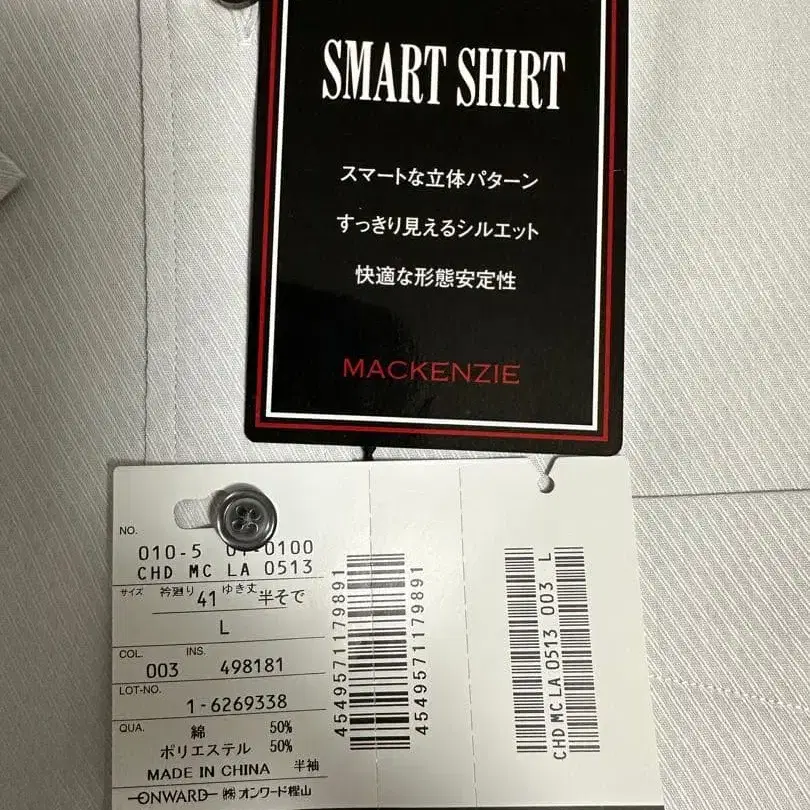 SMART SHIRT
スマートな立体パターン
すっきり見えるシルエット
快適な形態安定性
MACKENZIE
NO.
010-5 0100
CHD MC LA 0513
サイズ 衿廻り 41 ゆき丈 半そで
L
COL. 003 INS. 498181
LOT-NO. 1-6269338
QUA. 綿 50%
ポリエステル 50%
MADE IN CHINA 半袖
ONWARD ㈱オンワード樫山
4549571179891
4549571179891
CHD MC LA 0513 003 L